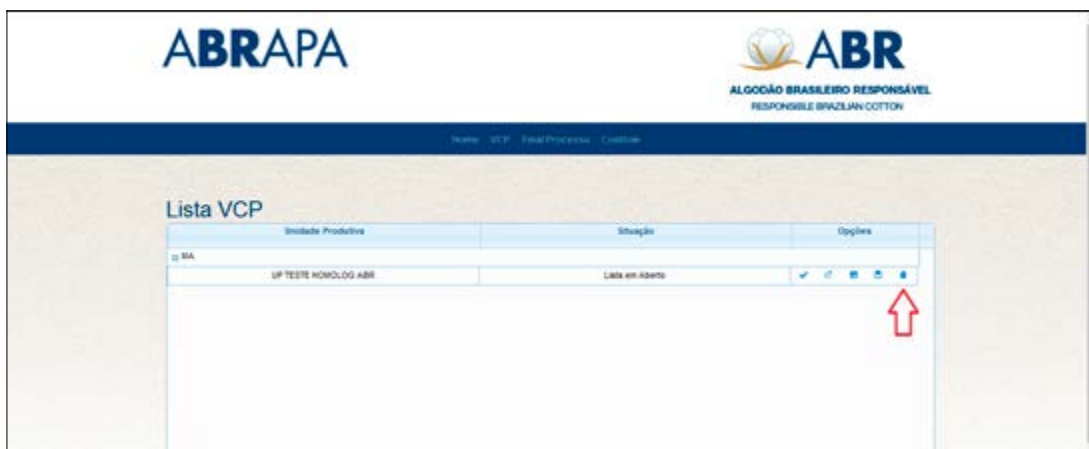 ABRAPA
ABR
ALGODÃO BRASILEIRO RESPONSÁVEL
RESPONSIBLE BRAZILIAN COTTON
Home VCP Final Processo Controle
Lista VCP
Unidade Produtiva Situação Opções
MA
UP TESTE HOMOLOG ABR Lista em Aberto